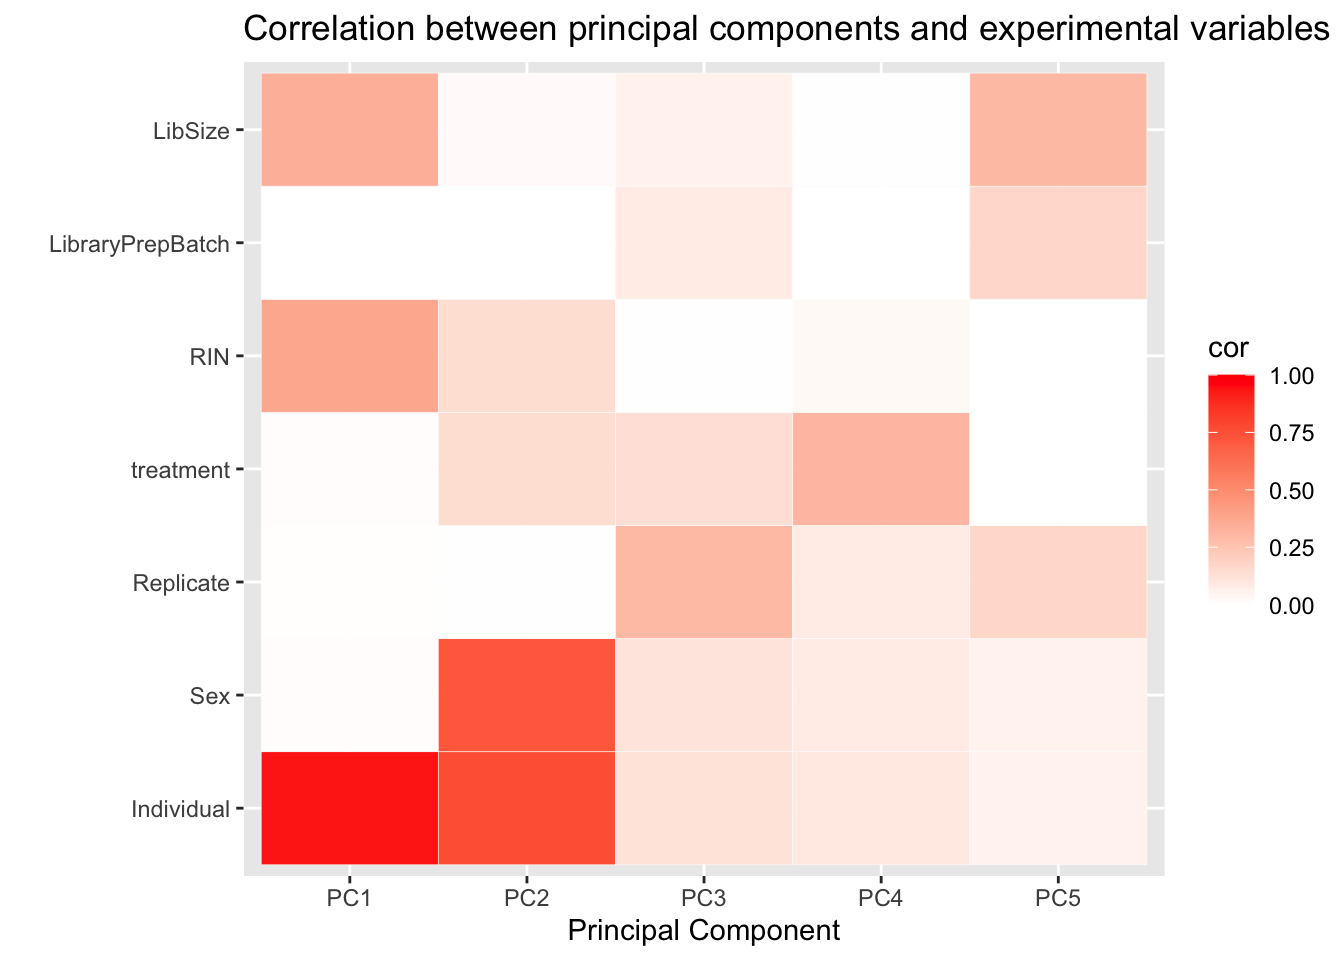 Correlation between principal components and experimental variables
LibSize
LibraryPrepBatch
RIN
treatment
Replicate
Sex
Individual
PC1 PC2 PC3 PC4 PC5
Principal Component
cor
1.00
0.75
0.50
0.25
0.00